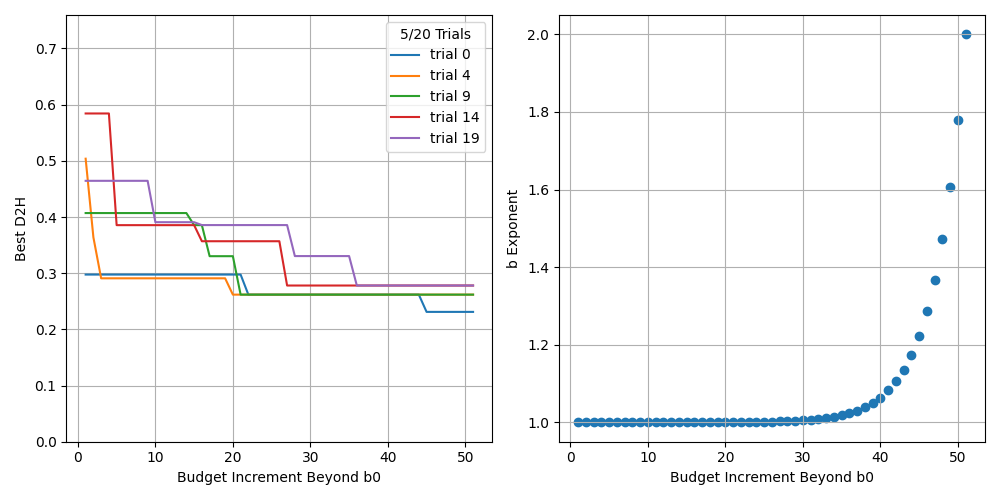 5/20 Trials
trial 0
trial 4
trial 9
trial 14
trial 19
Best D2H
0.7
0.6
0.5
0.4
0.3
0.2
0.1
0.0
0
10
20
30
40
50
Budget Increment Beyond b0
b Exponent
2.0
1.8
1.6
1.4
1.2
1.0
0
10
20
30
40
50
Budget Increment Beyond b0